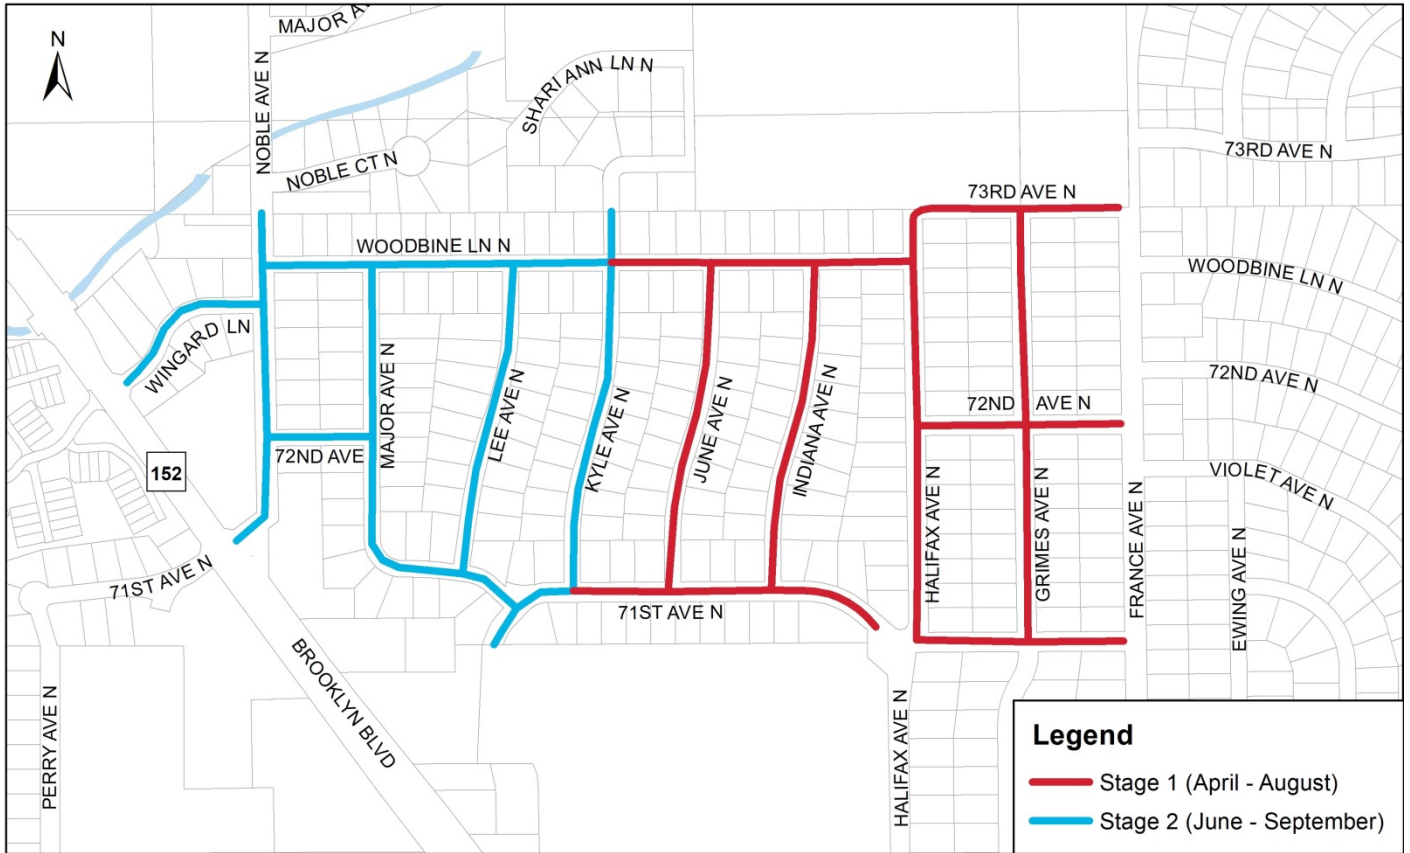 MAJOR AV
N
NOBLE AVE N
SHARI ANN LN N
NOBLE CT N
73RD AVE N
73RD AVE N
WOODBINE LN N
WOODBINE LN N
WINGARD LN
MAJOR AVE N
LEE AVE N
KYLE AVE N
JUNE AVE N
INDIANA AVE N
72ND AVE N
72ND AVE N
72ND AVE
152
HALIFAX AVE N
GRIMES AVE N
FRANCE AVE N
VIOLET AVE N
EWING AVE N
71ST AVE N
71ST AVE N
BROOKLYN BLVD
PERRY AVE N
HALIFAX AVE N
Legend
Stage 1 (April - August)
Stage 2 (June - September)